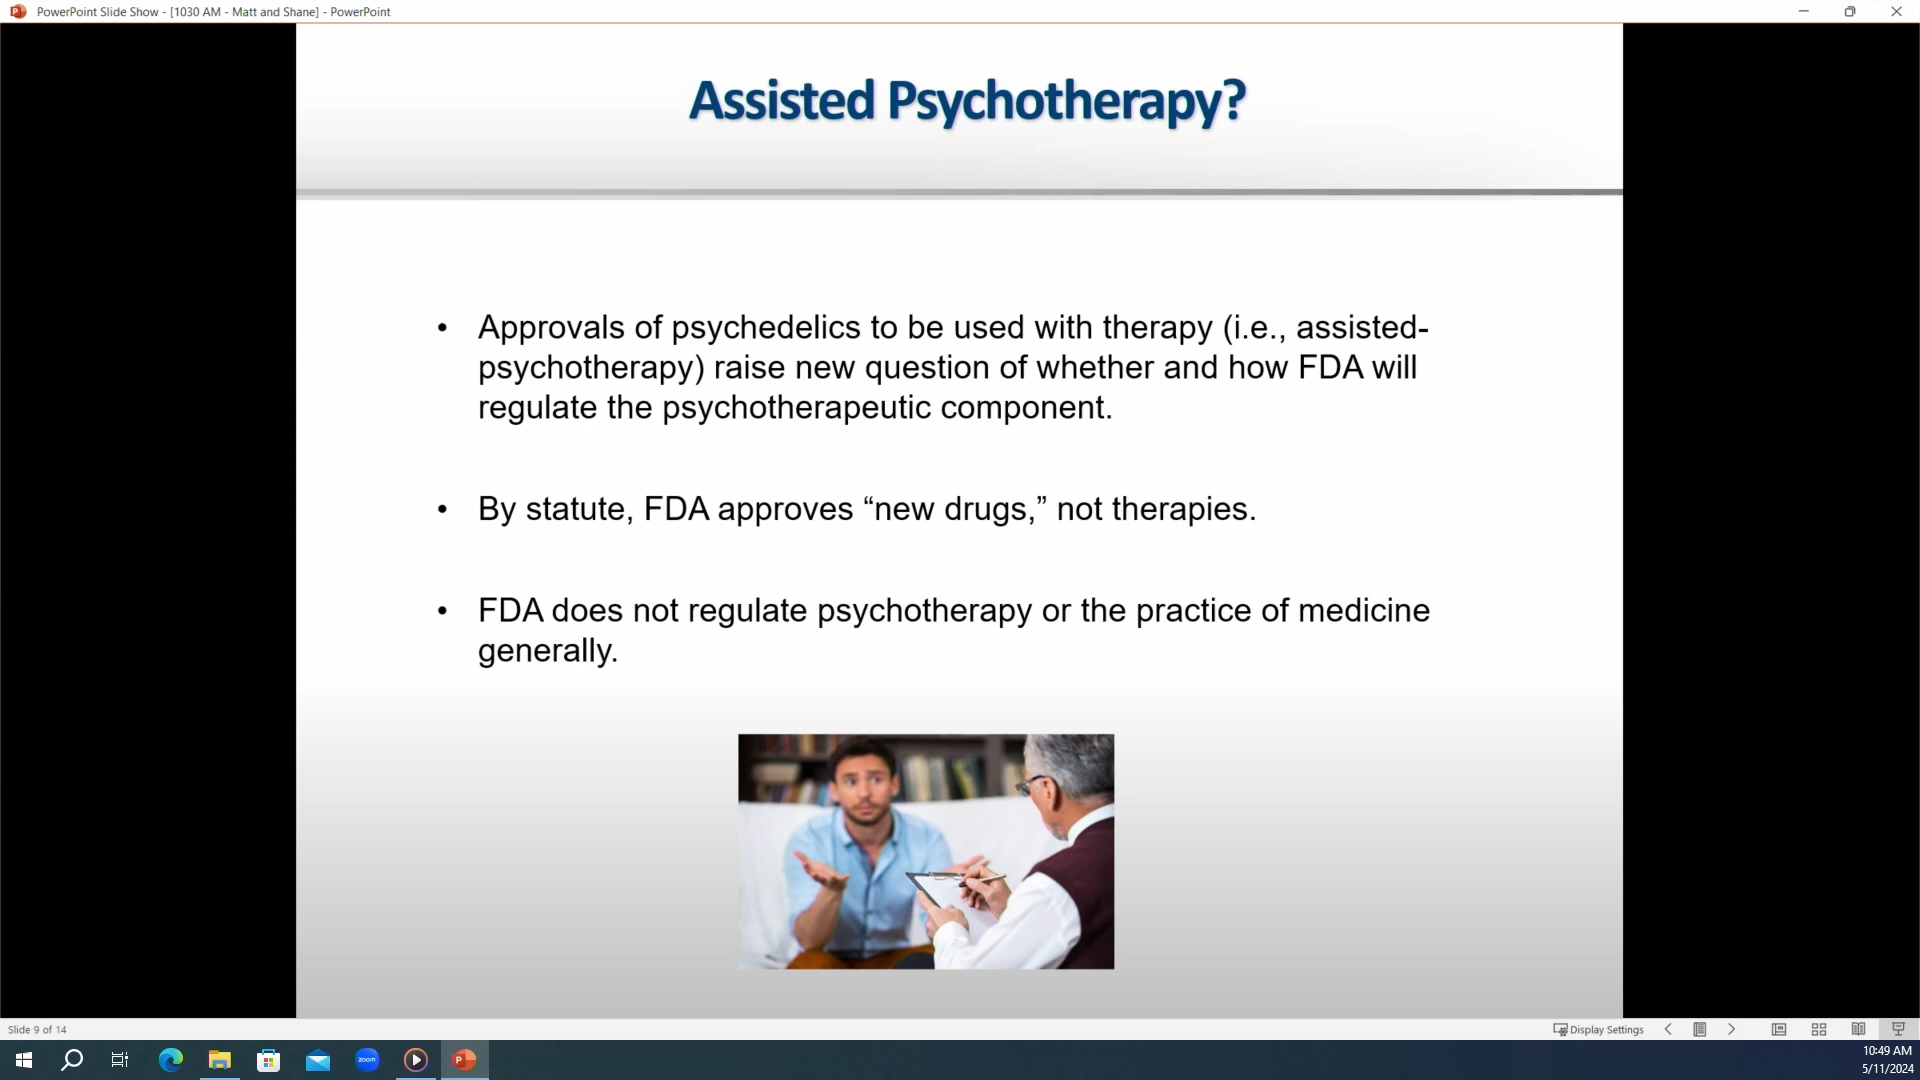 PowerPoint Slide Show - [1030 AM - Matt and Shane] - PowerPoint
Assisted Psychotherapy?
• Approvals of psychedelics to be used with therapy (i.e., assisted-
psychotherapy) raise new question of whether and how FDA will
regulate the psychotherapeutic component.
• By statute, FDA approves “new drugs,” not therapies.
• FDA does not regulate psychotherapy or the practice of medicine
generally.
Slide 9 of 14
Display Settings
zoom
10:49 AM
5/11/2024